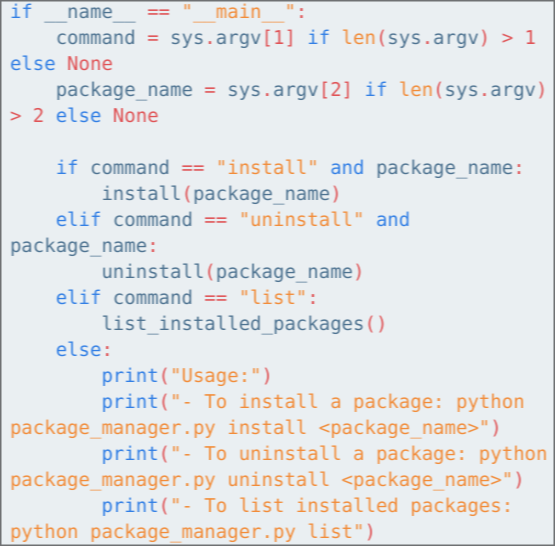 if __name__ == "__main__":
    command = sys.argv[1] if len(sys.argv) > 1
else None
    package_name = sys.argv[2] if len(sys.argv)
> 2 else None

    if command == "install" and package_name:
        install(package_name)
    elif command == "uninstall" and
package_name:
        uninstall(package_name)
    elif command == "list":
        list_installed_packages()
    else:
        print("Usage:")
        print("- To install a package: python
package_manager.py install <package_name>")
        print("- To uninstall a package: python
package_manager.py uninstall <package_name>")
        print("- To list installed packages:
python package_manager.py list")